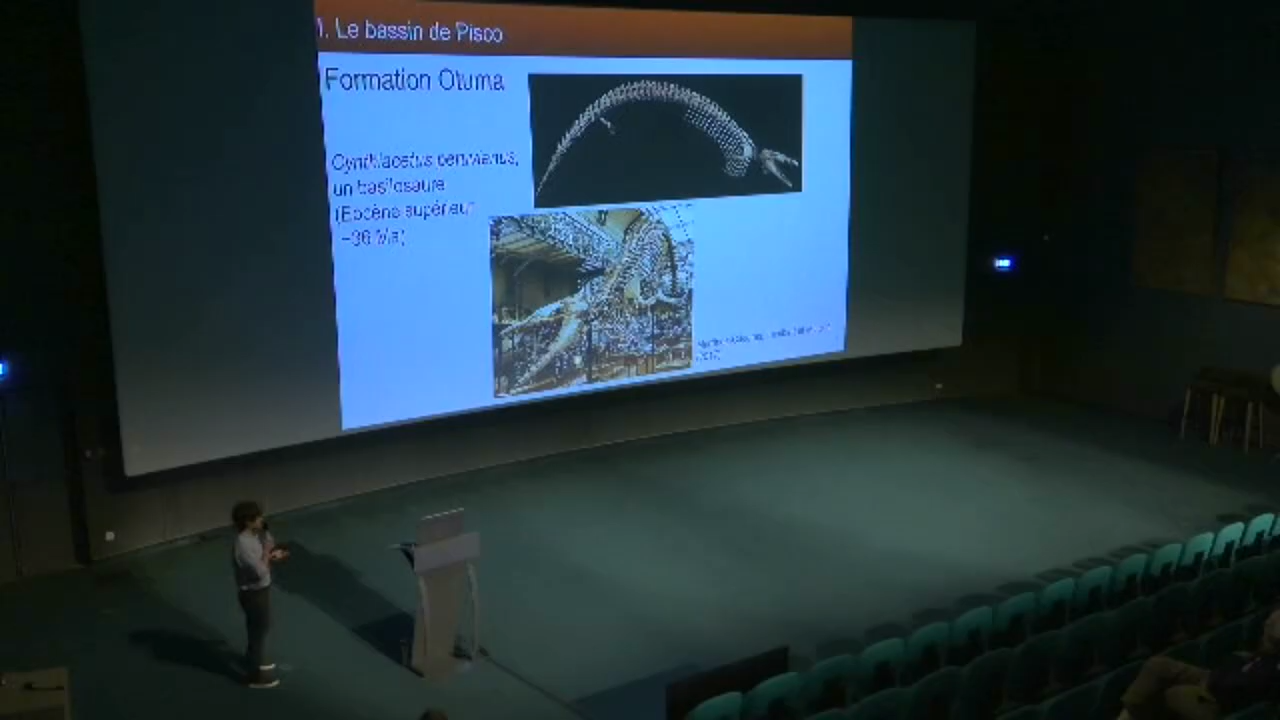 1. Le bassin de Pisco
Formation Otuma
Cynthiacetus peruvianus,
un basilosaure
(Eocène supérieur
~36 Ma)